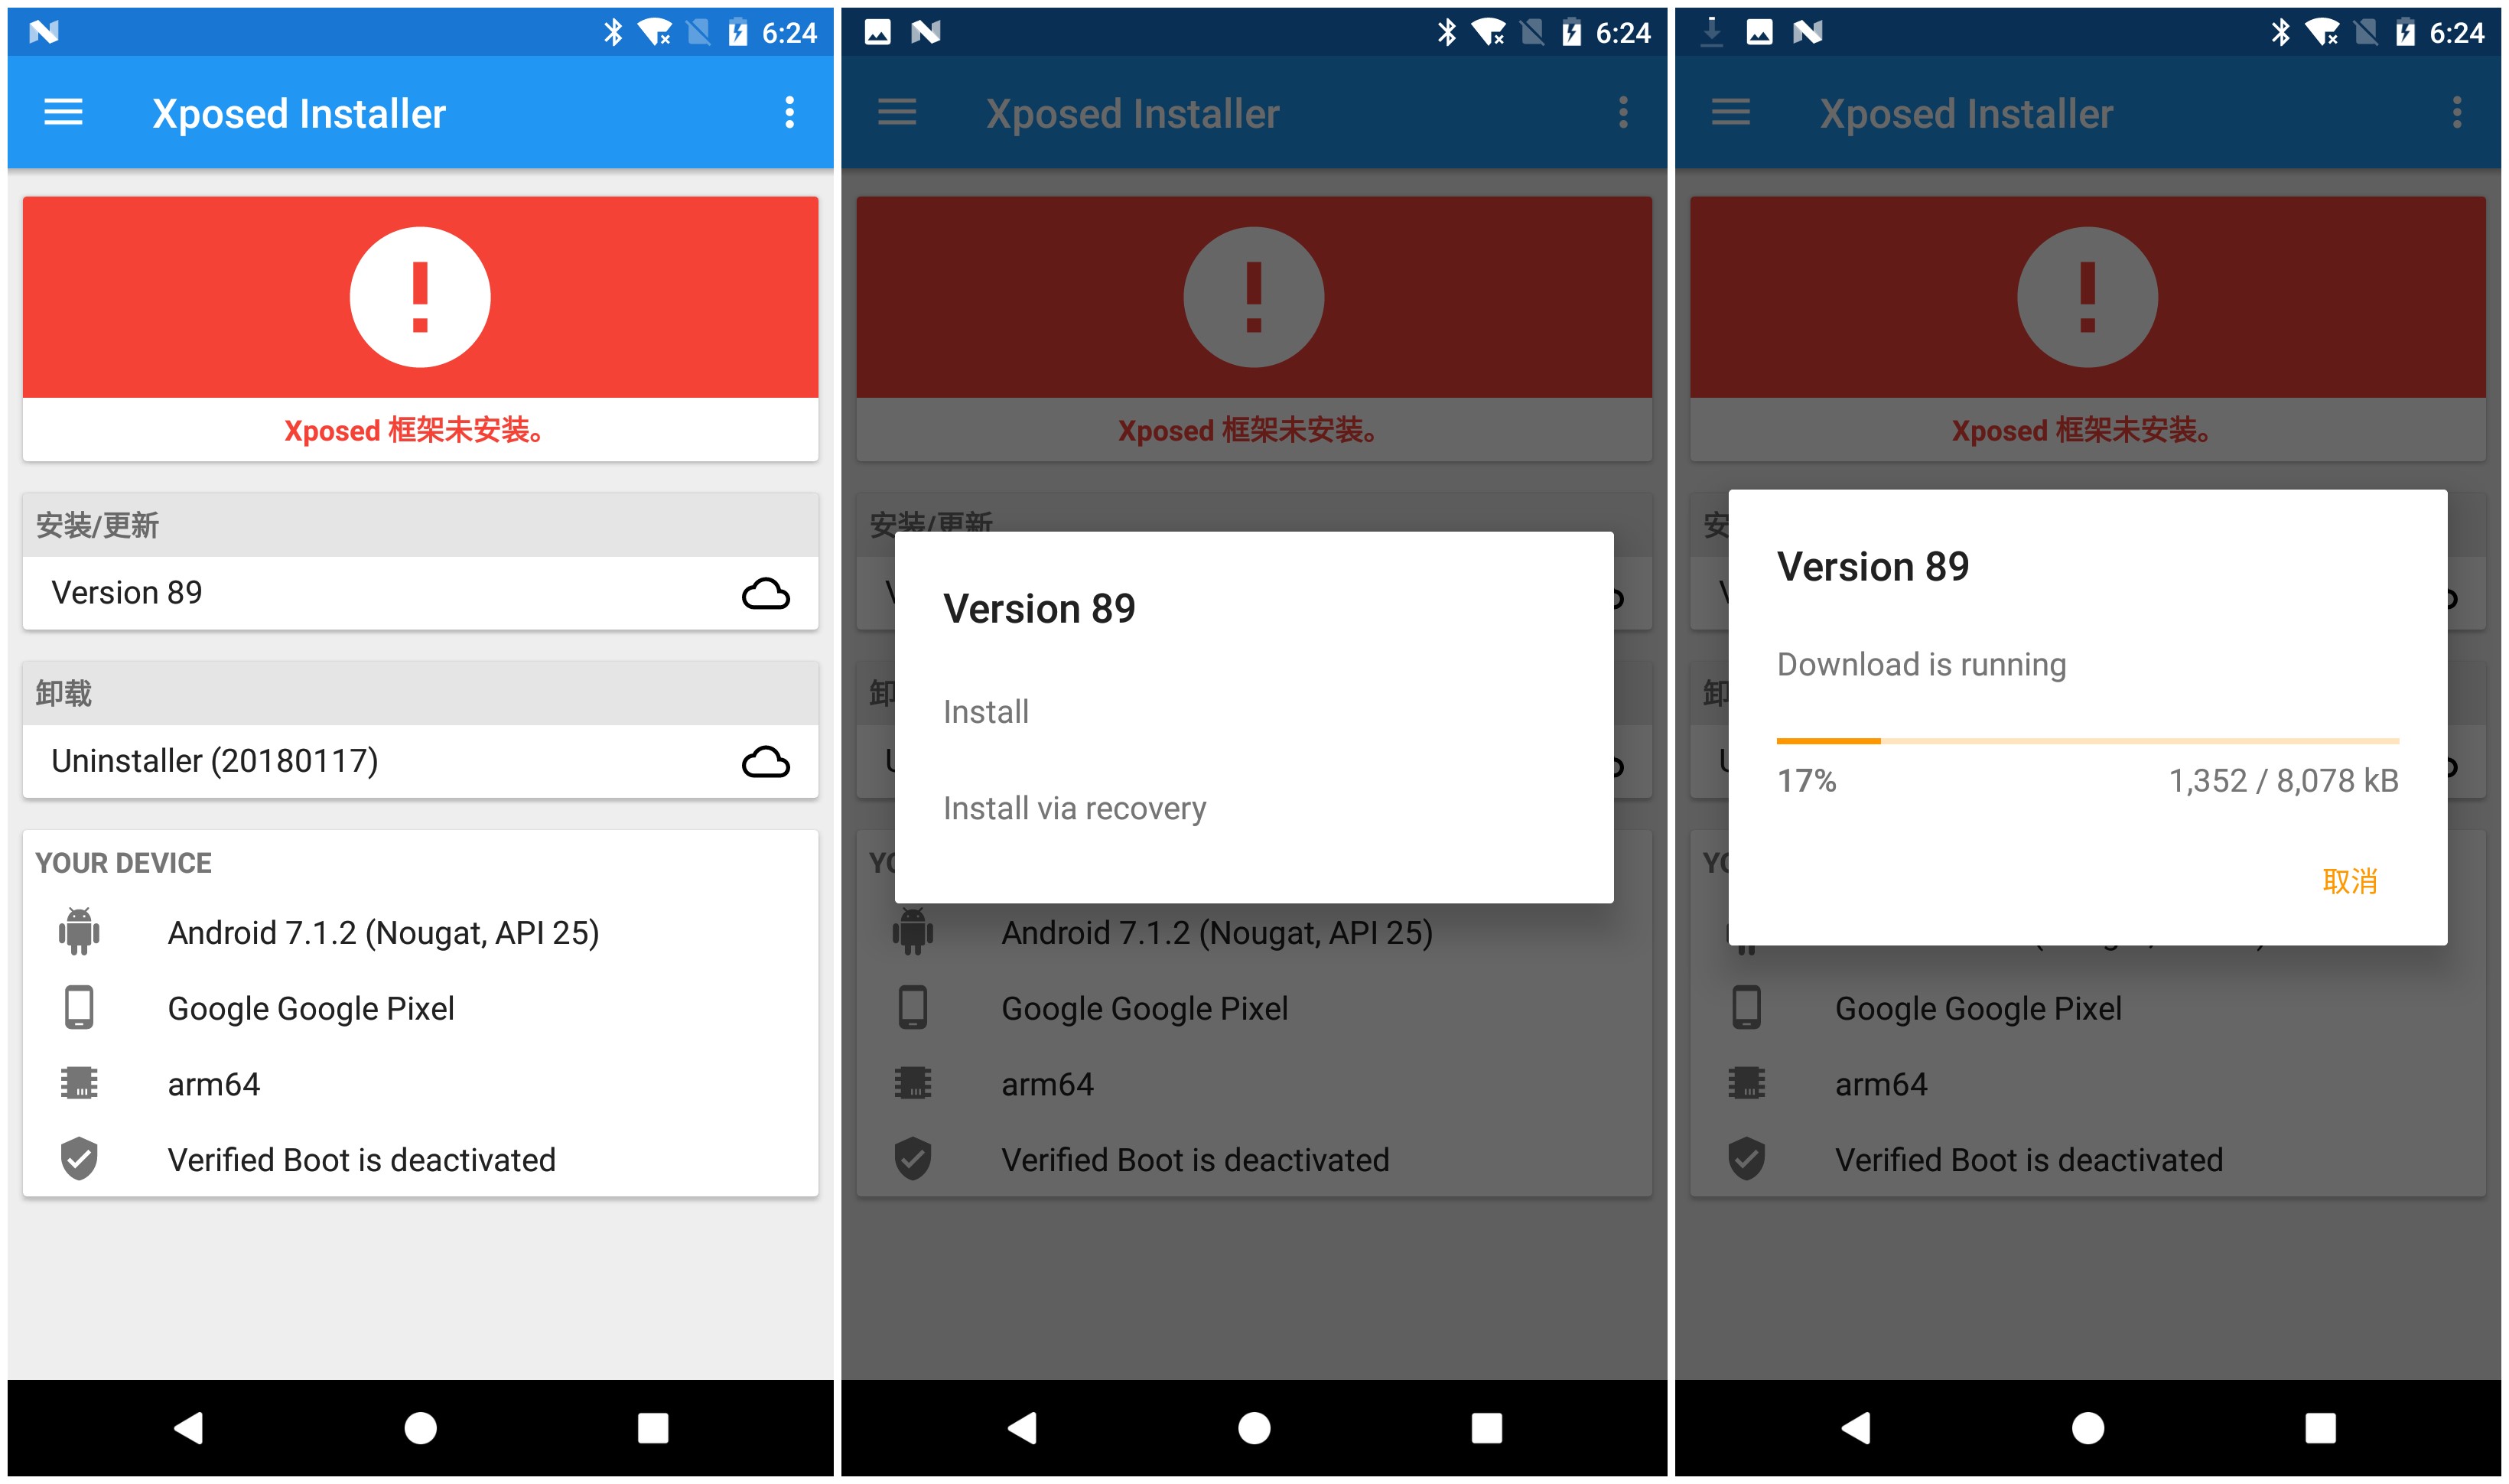 6:24
Xposed Installer
Xposed 框架未安装。
安装/更新
Version 89
卸载
Uninstaller (20180117)
YOUR DEVICE
Android 7.1.2 (Nougat, API 25)
Google Google Pixel
arm64
Verified Boot is deactivated
6:24
Xposed Installer
Xposed 框架未安装。
安装/更新
Version 89
Install
Install via recovery
Android 7.1.2 (Nougat, API 25)
Google Google Pixel
arm64
Verified Boot is deactivated
6:24
Xposed Installer
Xposed 框架未安装。
Version 89
Download is running
17%
1,352 / 8,078 kB
取消
Google Google Pixel
arm64
Verified Boot is deactivated